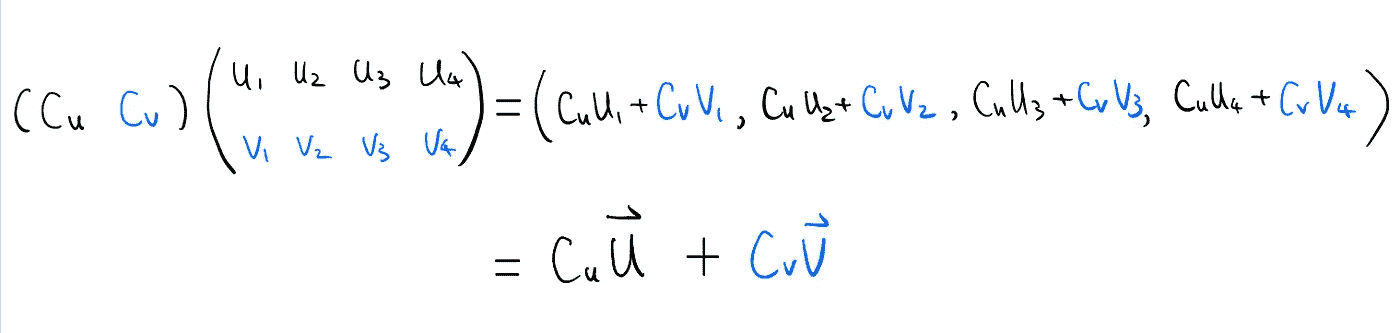 (Cu Cv) (u1 u2 u3 u4
v1 v2 v3 v4) = (Cuu1 + Cvv1, Cuu2 + Cvv2, Cuu3 + Cvv3, Cuu4 + Cvv4)
= Cu u⃗ + Cv v⃗